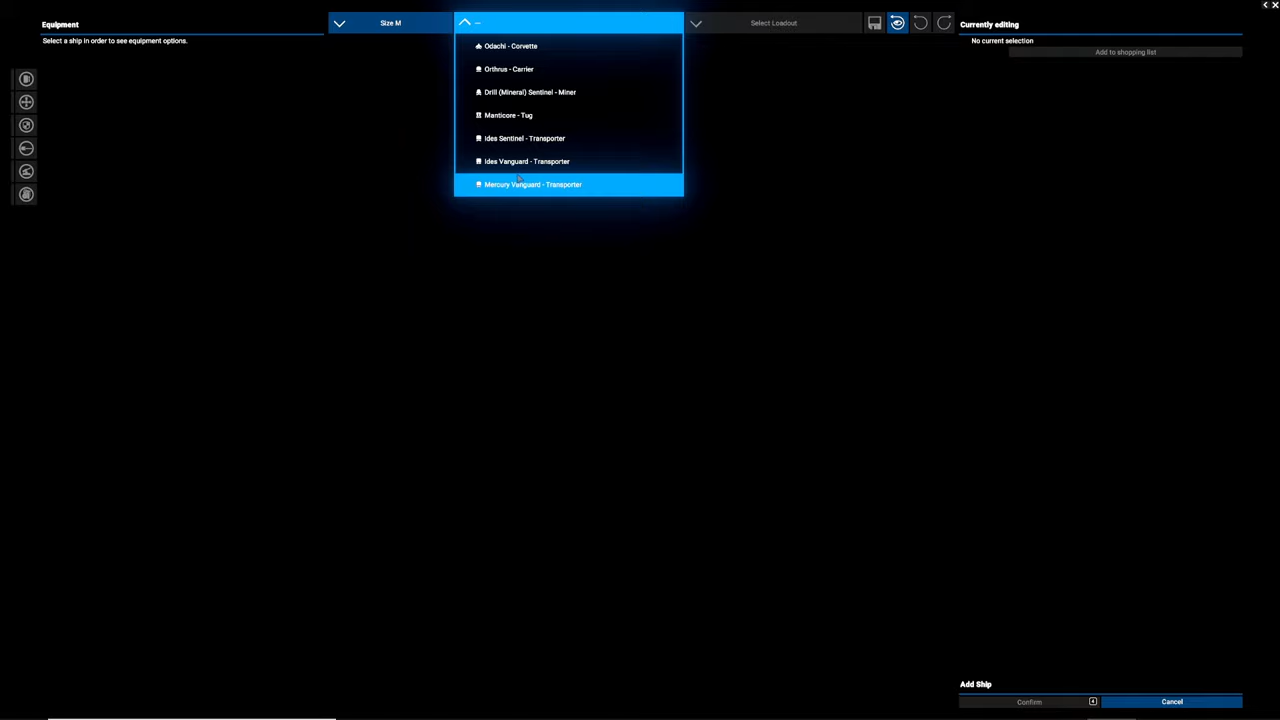 Equipment
Select a ship in order to see equipment options.
Size M
--
Odachi - Corvette
Orthrus - Carrier
Drill (Mineral) Sentinel - Miner
Manticore - Tug
Ides Sentinel - Transporter
Ides Vanguard - Transporter
Mercury Vanguard - Transporter
Select Loadout
Currently editing
No current selection
Add to shopping list
Add Ship
Confirm
Cancel